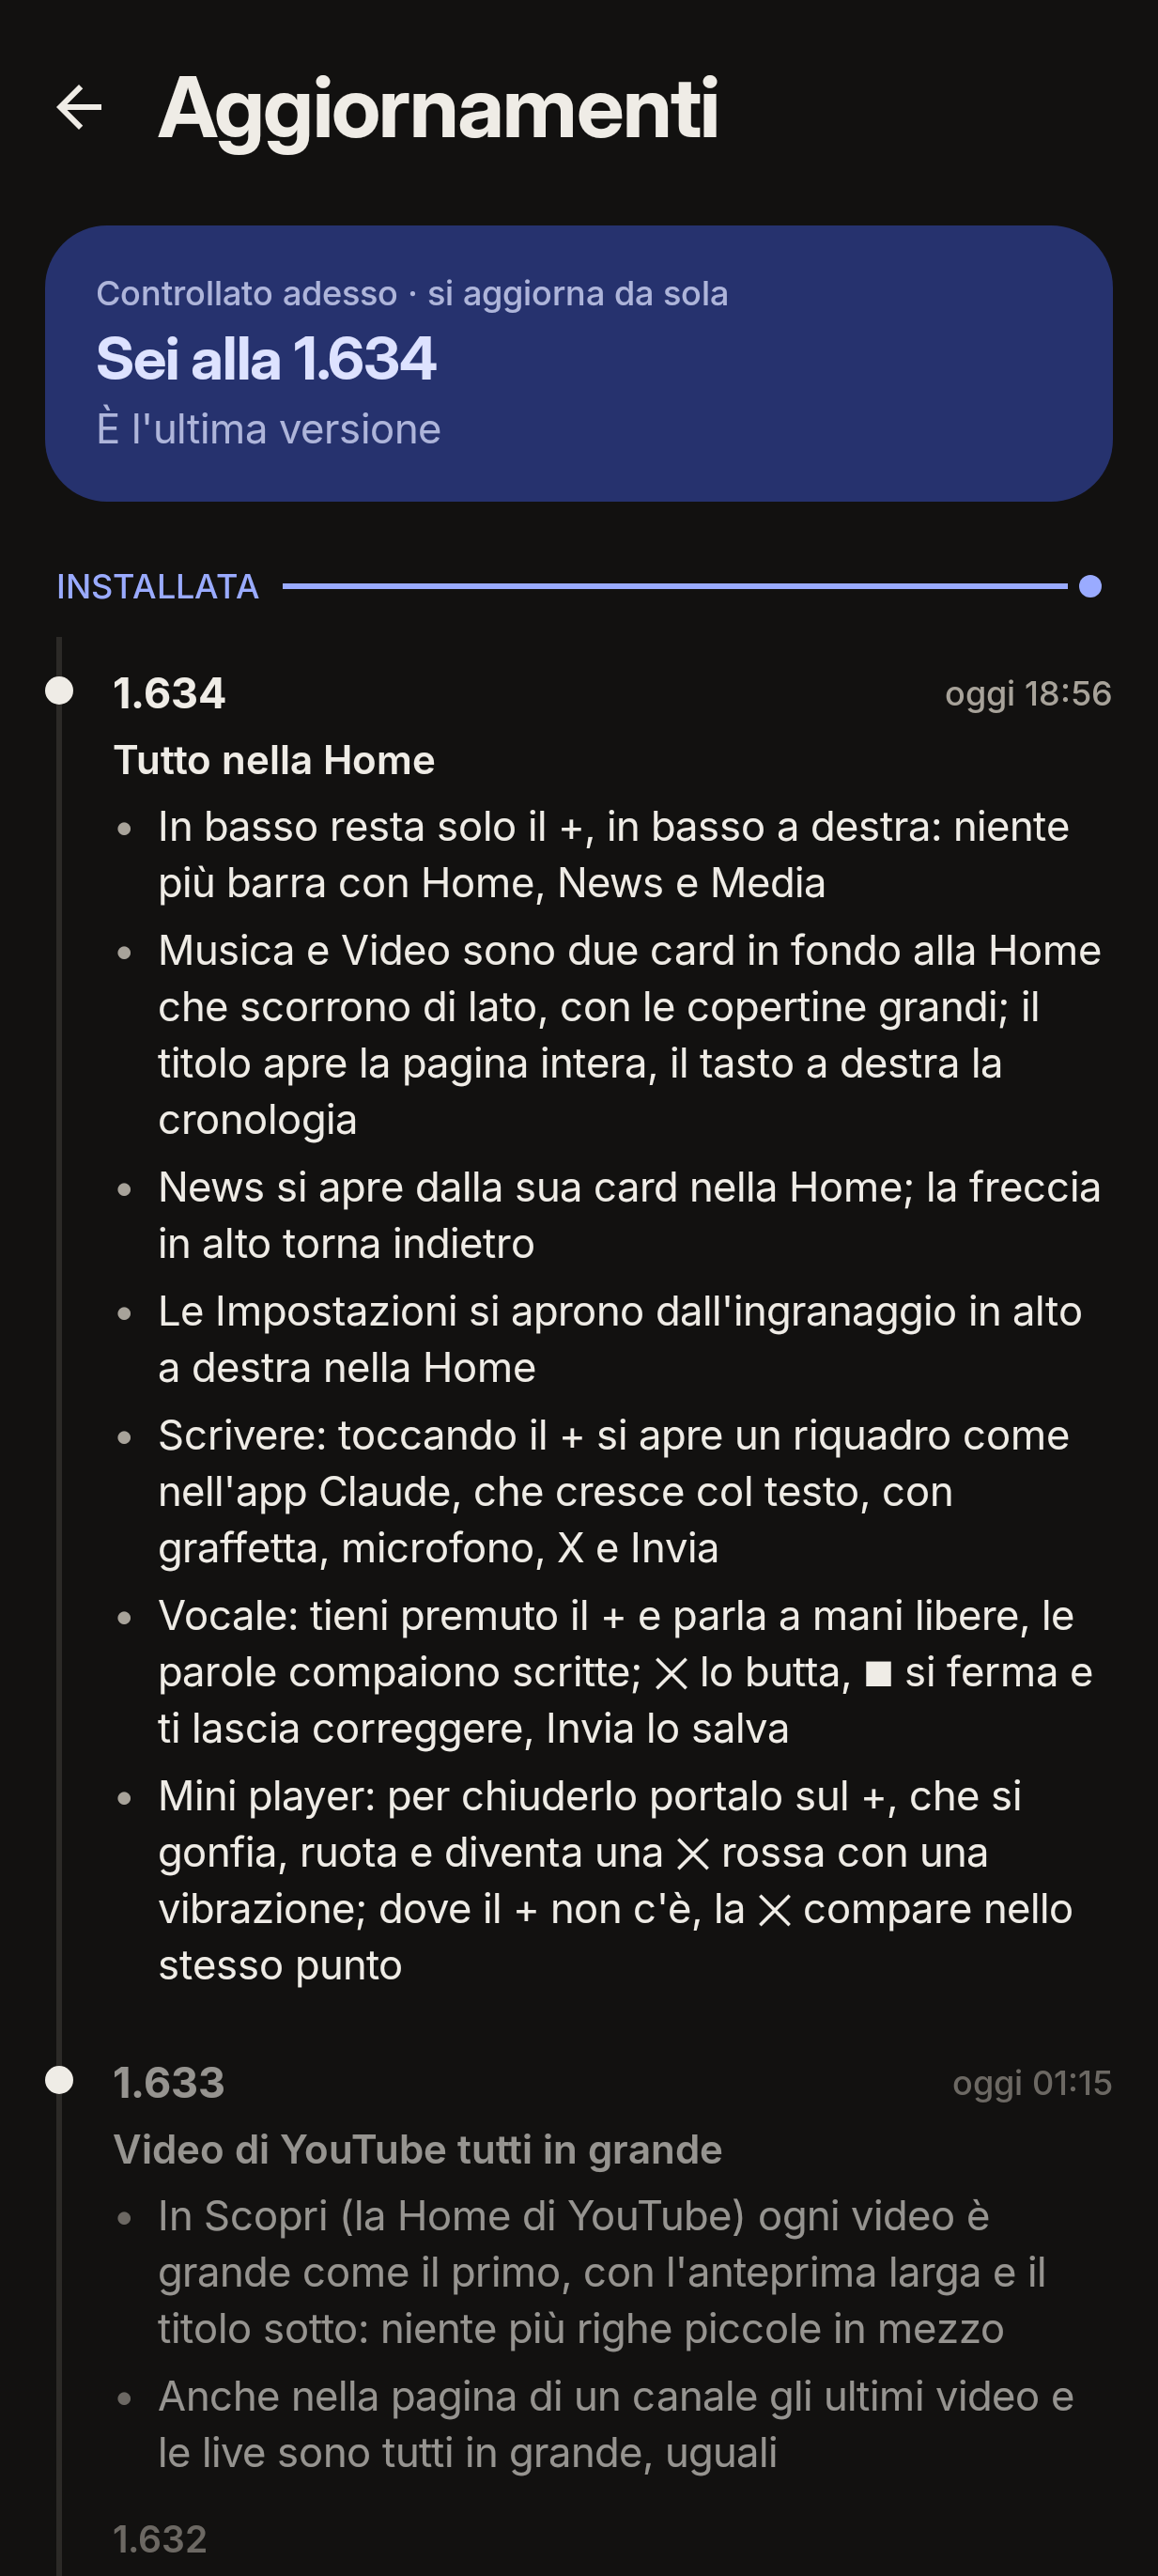 Aggiornamenti
Controllato adesso · si aggiorna da sola
Sei alla 1.634
È l'ultima versione
INSTALLATA
1.634
oggi 18:56
Tutto nella Home
• In basso resta solo il +, in basso a destra: niente
più barra con Home, News e Media
• Musica e Video sono due card in fondo alla Home
che scorrono di lato, con le copertine grandi; il
titolo apre la pagina intera, il tasto a destra la
cronologia
• News si apre dalla sua card nella Home; la freccia
in alto torna indietro
• Le Impostazioni si aprono dall'ingranaggio in alto
a destra nella Home
• Scrivere: toccando il + si apre un riquadro come
nell'app Claude, che cresce col testo, con
graffetta, microfono, X e Invia
• Vocale: tieni premuto il + e parla a mani libere, le
parole compaiono scritte; ✕ lo butta, ■ si ferma e
ti lascia correggere, Invia lo salva
• Mini player: per chiuderlo portalo sul +, che si
gonfia, ruota e diventa una ✕ rossa con una
vibrazione; dove il + non c'è, la ✕ compare nello
stesso punto
1.633
oggi 01:15
Video di YouTube tutti in grande
• In Scopri (la Home di YouTube) ogni video è
grande come il primo, con l'anteprima larga e il
titolo sotto: niente più righe piccole in mezzo
• Anche nella pagina di un canale gli ultimi video e
le live sono tutti in grande, uguali
1.632